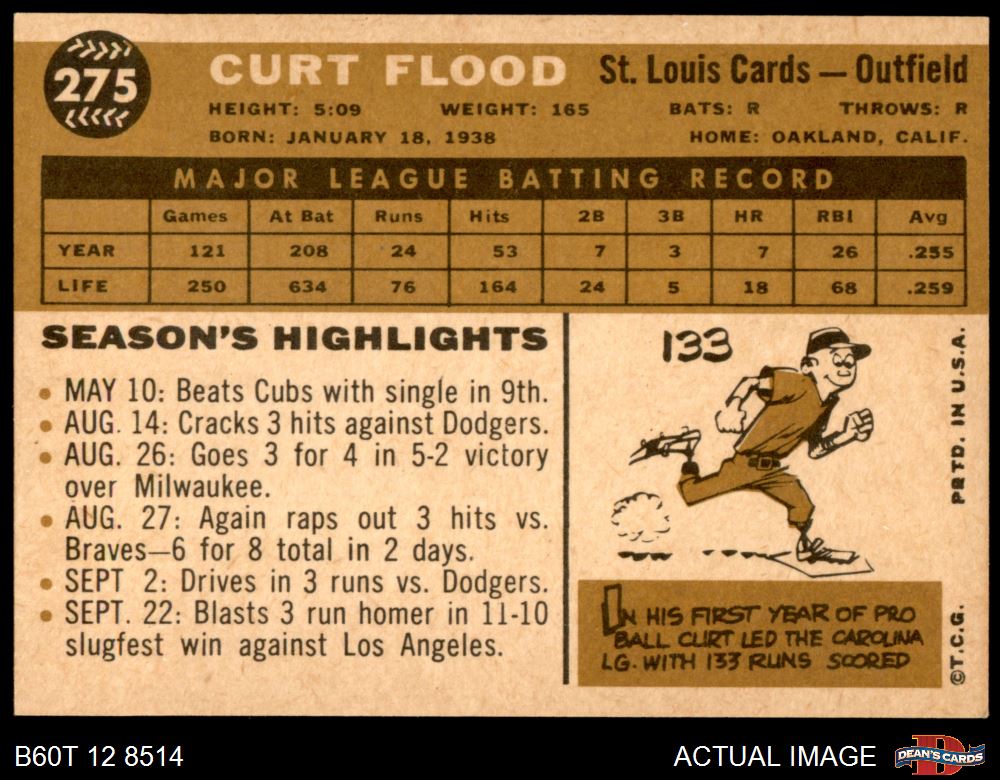 275
CURT FLOOD St. Louis Cards — Outfield
HEIGHT: 5:09 WEIGHT: 165 BATS: R THROWS: R
BORN: JANUARY 18, 1938 HOME: OAKLAND, CALIF.
MAJOR LEAGUE BATTING RECORD
Games At Bat Runs Hits 2B 3B HR RBI Avg
YEAR 121 208 24 53 7 3 7 26 .255
LIFE 250 634 76 164 24 5 18 68 .259
SEASON'S HIGHLIGHTS
• MAY 10: Beats Cubs with single in 9th.
• AUG. 14: Cracks 3 hits against Dodgers.
• AUG. 26: Goes 3 for 4 in 5-2 victory
over Milwaukee.
• AUG. 27: Again raps out 3 hits vs.
Braves—6 for 8 total in 2 days.
• SEPT 2: Drives in 3 runs vs. Dodgers.
• SEPT. 22: Blasts 3 run homer in 11-10
slugfest win against Los Angeles.
133
IN HIS FIRST YEAR OF PRO
BALL CURT LED THE CAROLINA
LG. WITH 133 RUNS SCORED
©T.C.G. PRTD. IN U.S.A.
B60T 12 8514 ACTUAL IMAGE DEAN'S CARDS